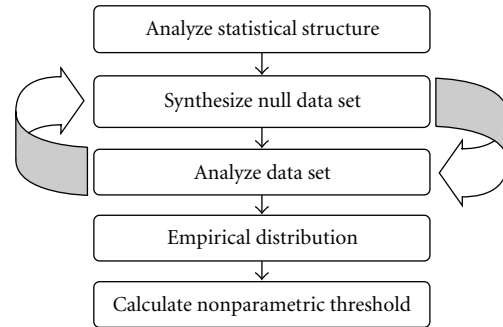 Analyze statistical structure
Synthesize null data set
Analyze data set
Empirical distribution
Calculate nonparametric threshold